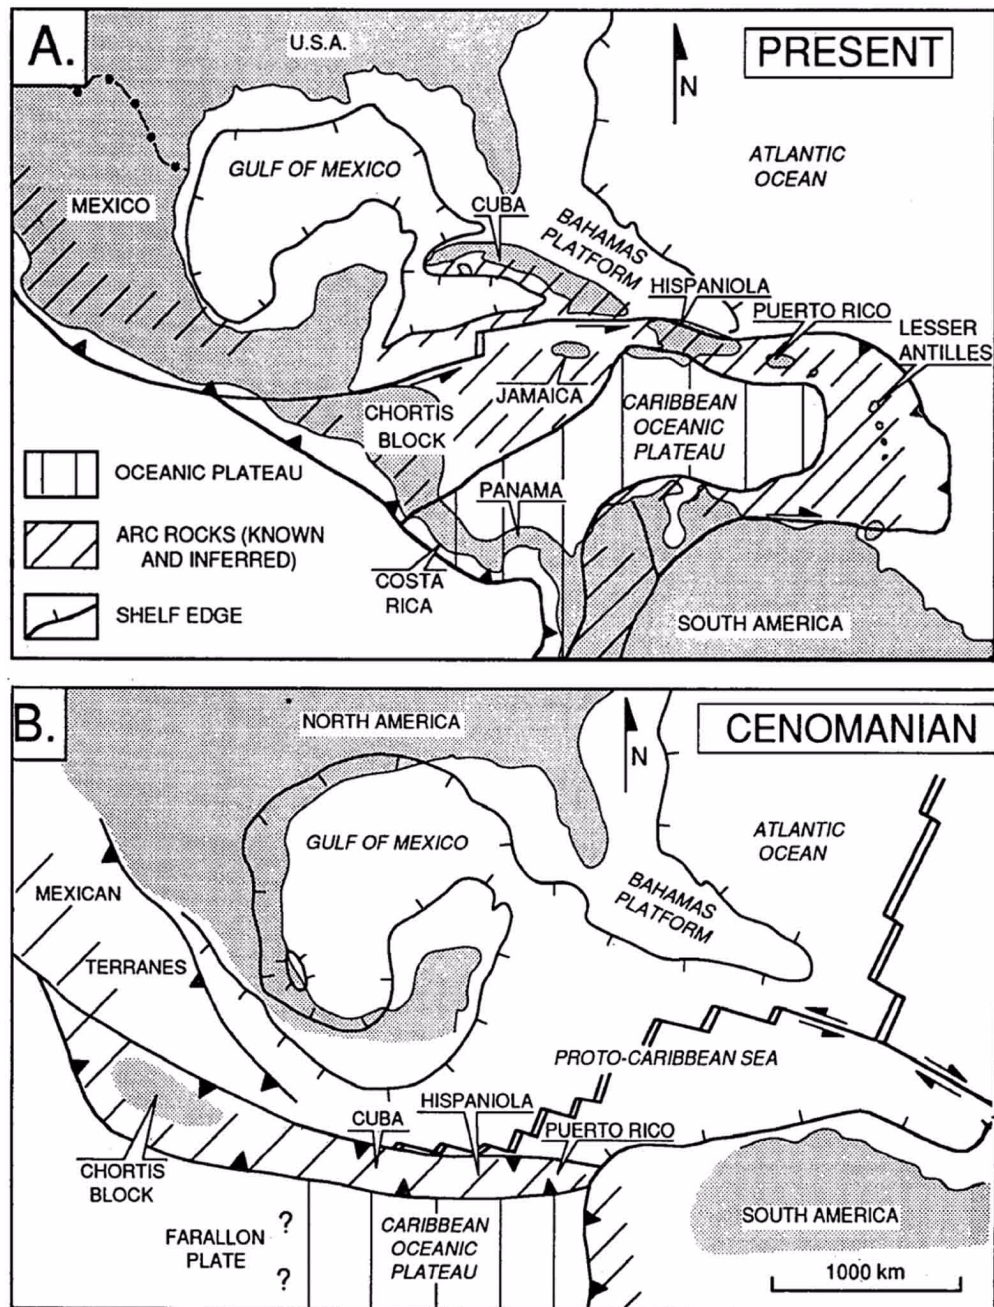 A.
PRESENT
U.S.A.
N
GULF OF MEXICO
ATLANTIC
OCEAN
MEXICO
CUBA
BAHAMAS
PLATFORM
HISPANIOLA
PUERTO RICO
LESSER
ANTILLES
JAMAICA
CHORTIS
BLOCK
CARIBBEAN
OCEANIC
PLATEAU
PANAMA
COSTA
RICA
SOUTH AMERICA
OCEANIC PLATEAU
ARC ROCKS (KNOWN
AND INFERRED)
SHELF EDGE
B.
CENOMANIAN
NORTH AMERICA
N
GULF OF MEXICO
ATLANTIC
OCEAN
MEXICAN
TERRANES
BAHAMAS
PLATFORM
PROTO-CARIBBEAN SEA
CUBA
HISPANIOLA
PUERTO RICO
CHORTIS
BLOCK
FARALLON
PLATE
?
?
CARIBBEAN
OCEANIC
PLATEAU
SOUTH AMERICA
1000 km